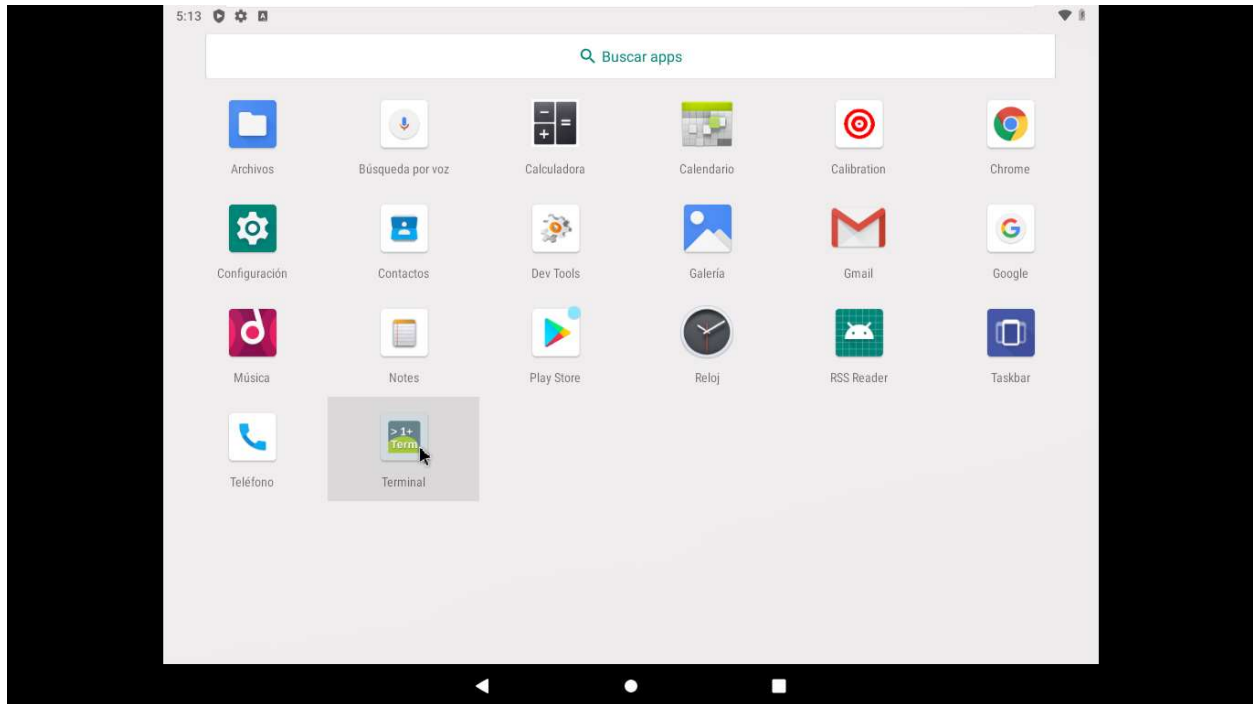 5:13 A
Buscar apps
Archivos
Búsqueda por voz
Calculadora
Calendario
Calibration
Chrome
Configuración
Contactos
Dev Tools
Galería
Gmail
G
Google
Música
Notes
Play Store
Reloj
RSS Reader
Taskbar
> 1+
Term
Teléfono
Terminal